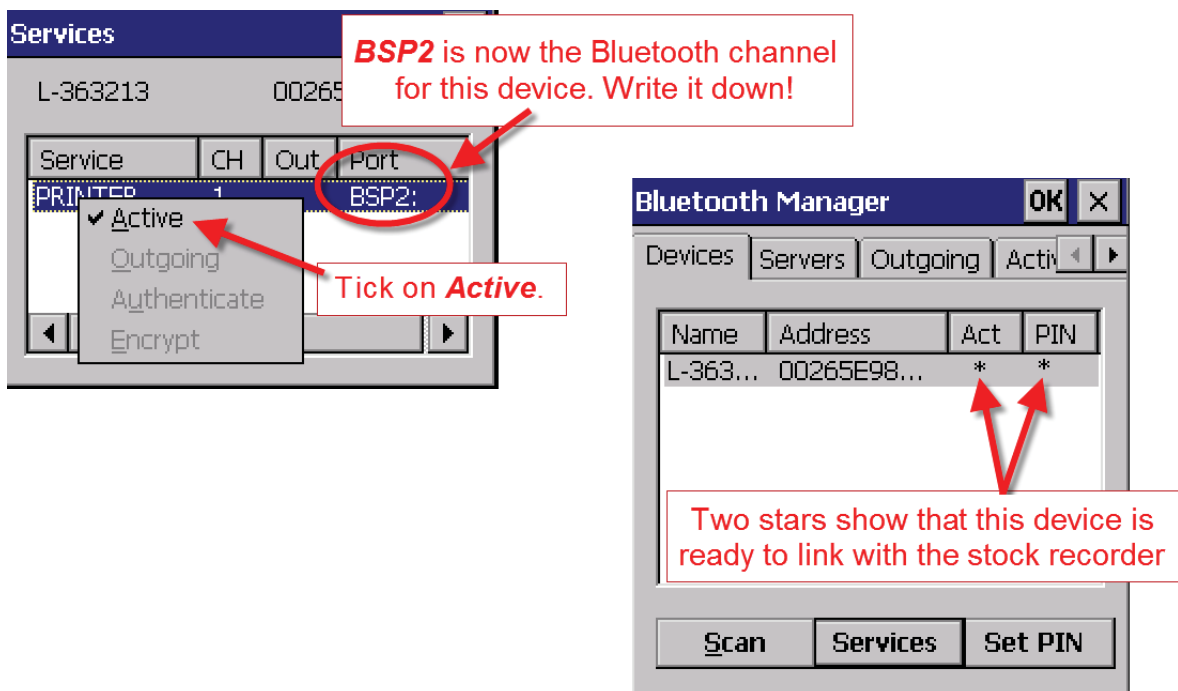 Services
BSP2 is now the Bluetooth channel
for this device. Write it down!
L-363213 0026
Service CH Out Port
PRINTER 1 BSP2:
Active
Outgoing
Authenticate
Encrypt
Tick on Active.
Bluetooth Manager OK ×
Devices Servers Outgoing Activ
Name Address Act PIN
L-363... 00265E98... * *
Two stars show that this device is
ready to link with the stock recorder
Scan Services Set PIN